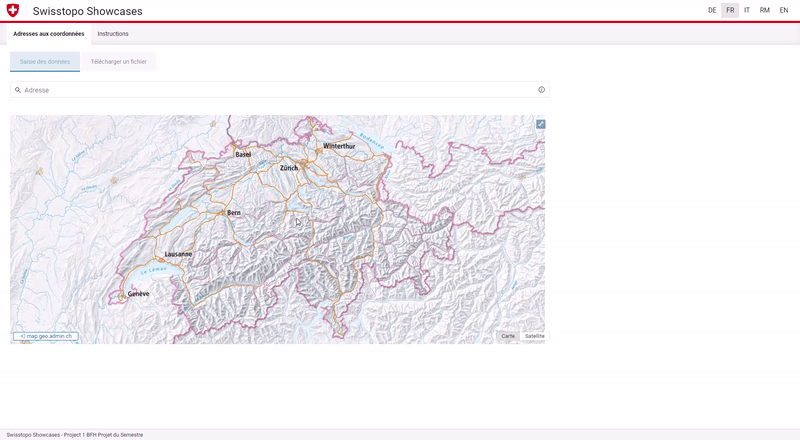 Swisstopo Showcases
DE FR IT RM EN
Adresses aux coordonnées Instructions
Saisie des données Télécharger un fichier
Adresse
Bodensee
Basel
Winterthur
Zürich
Bern
Lausanne
Le Léman
Genève
map.geo.admin.ch
Carte Satellite
Swisstopo Showcases - Project 1 BFH Projet du Semestre